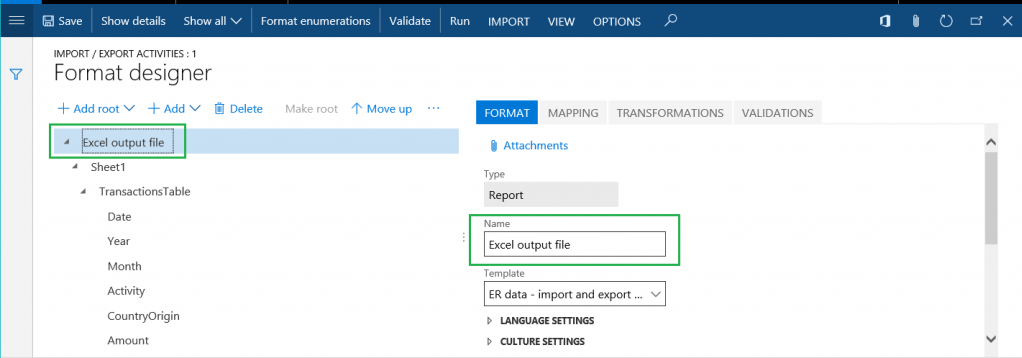 Save Show details Show all Format enumerations Validate Run IMPORT VIEW OPTIONS
IMPORT / EXPORT ACTIVITIES : 1
Format designer
Add root Add Delete Make root Move up ...
Excel output file
Sheet1
TransactionsTable
Date
Year
Month
Activity
CountryOrigin
Amount
FORMAT MAPPING TRANSFORMATIONS VALIDATIONS
Attachments
Type
Report
Name
Excel output file
Template
ER data - import and export ...
LANGUAGE SETTINGS
CULTURE SETTINGS